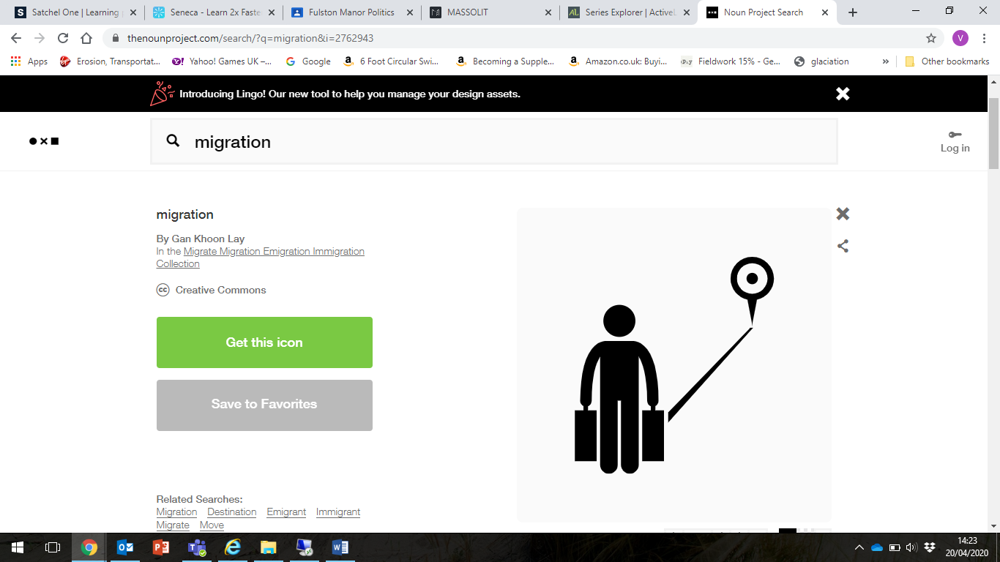 Satchel One | Learning
Seneca - Learn 2x Faste
Fulston Manor Politics
MASSOLIT
Series Explorer | ActiveL
Noun Project Search
thenounproject.com/search/?q=migration&i=2762943
V
Apps
Erosion, Transportat...
Yahoo! Games UK –...
Google
6 Foot Circular Swi...
Becoming a Supple...
Amazon.co.uk: Buyi...
Fieldwork 15% - Ge...
glaciation
»
Other bookmarks
Introducing Lingo! Our new tool to help you manage your design assets.
migration
Log in
migration
By Gan Khoon Lay
In the Migrate Migration Emigration Immigration
Collection
cc Creative Commons
Get this icon
Save to Favorites
Related Searches:
Migration Destination Emigrant Immigrant
Migrate Move
14:23
20/04/2020